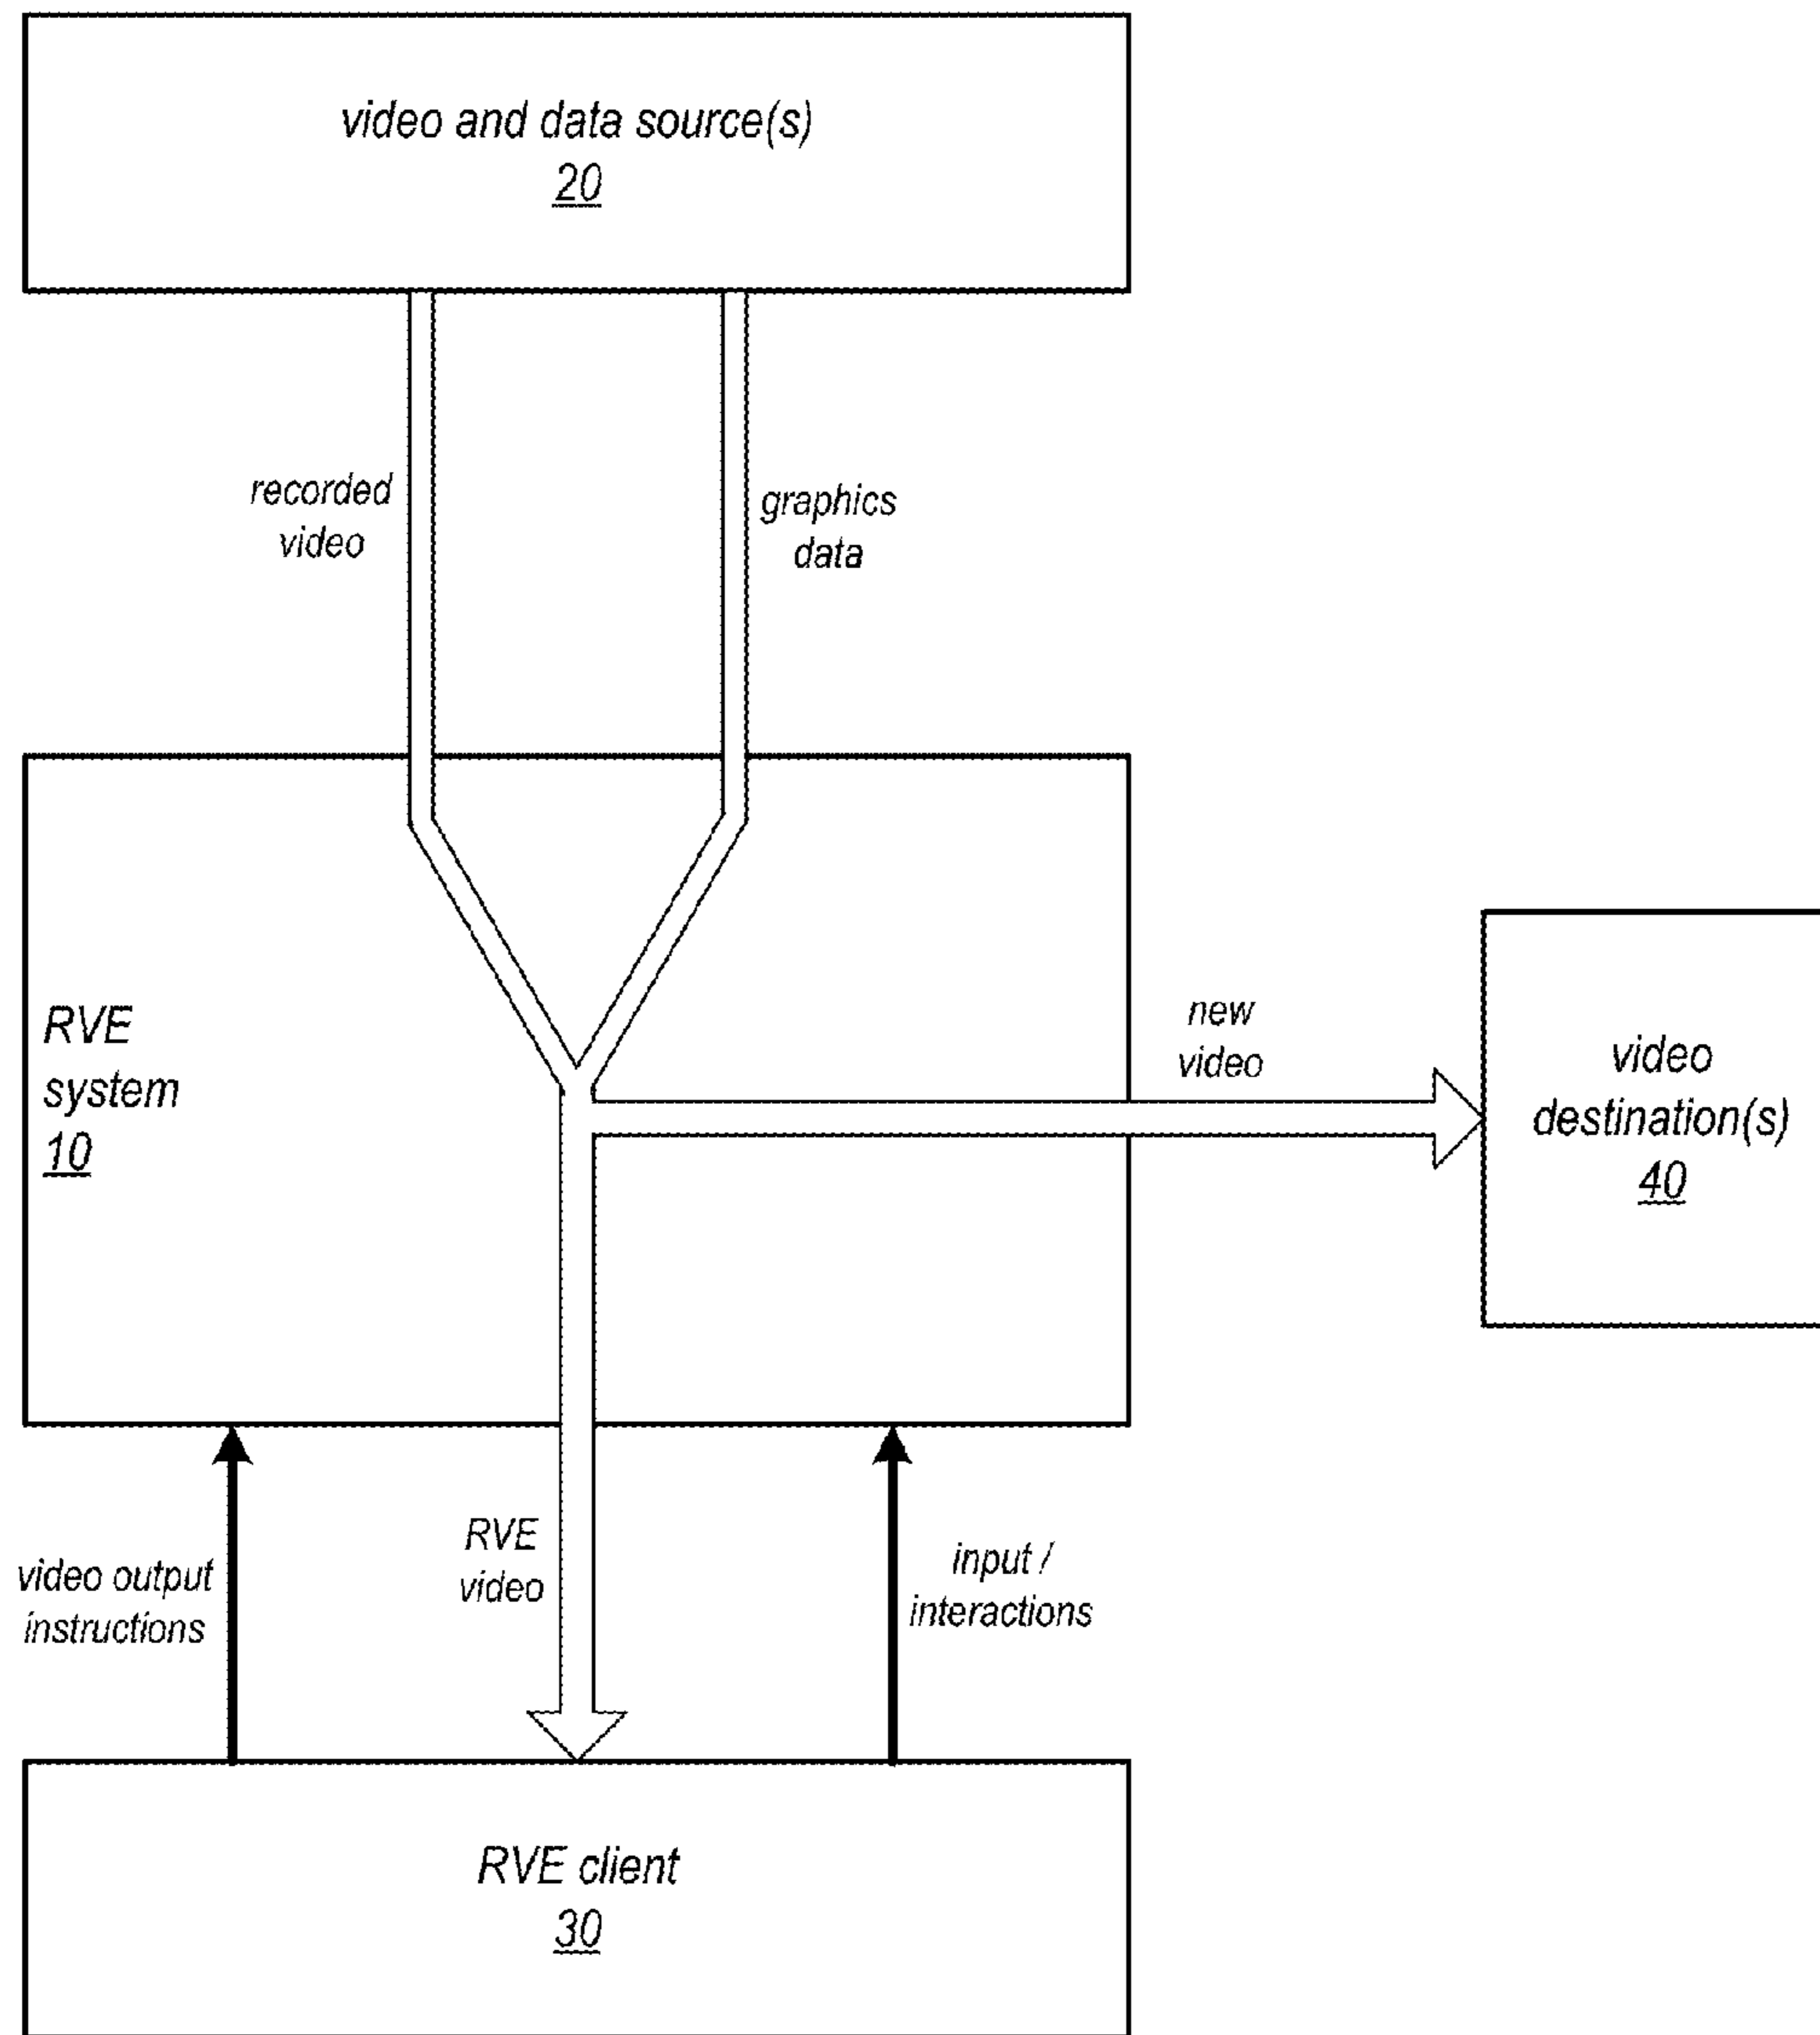 video and data source(s)
20
recorded
video
graphics
data
RVE
system
10
new
video
video
destination(s)
40
video output
instructions
RVE
video
input /
interactions
RVE client
30